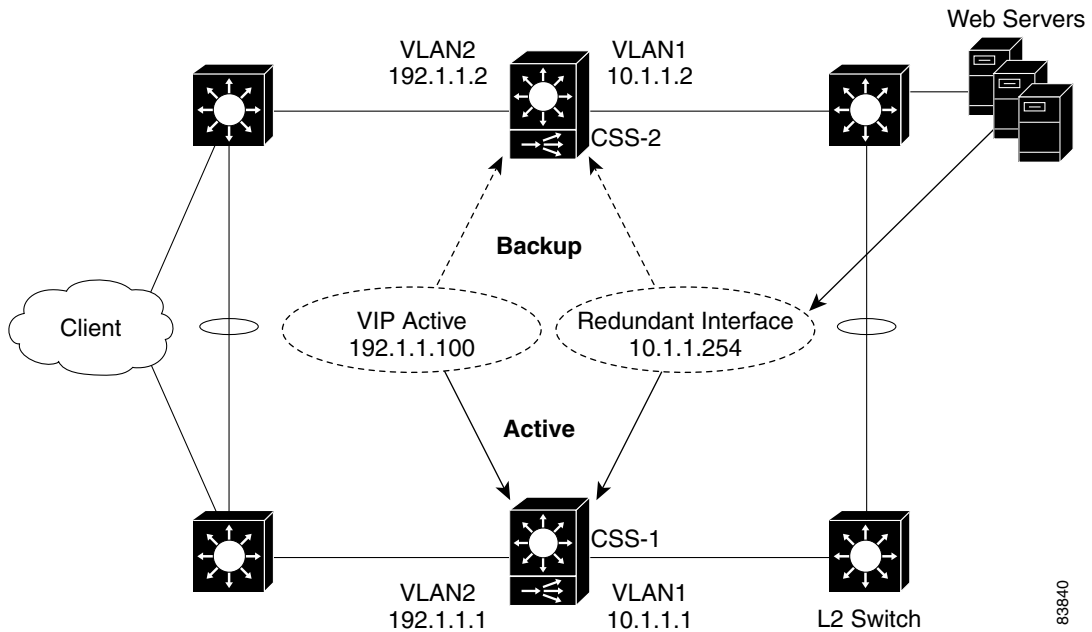 Web Servers
VLAN2
192.1.1.2
VLAN1
10.1.1.2
CSS-2
Backup
Client
VIP Active
192.1.1.100
Redundant Interface
10.1.1.254
Active
CSS-1
VLAN2
192.1.1.1
VLAN1
10.1.1.1
L2 Switch
83840